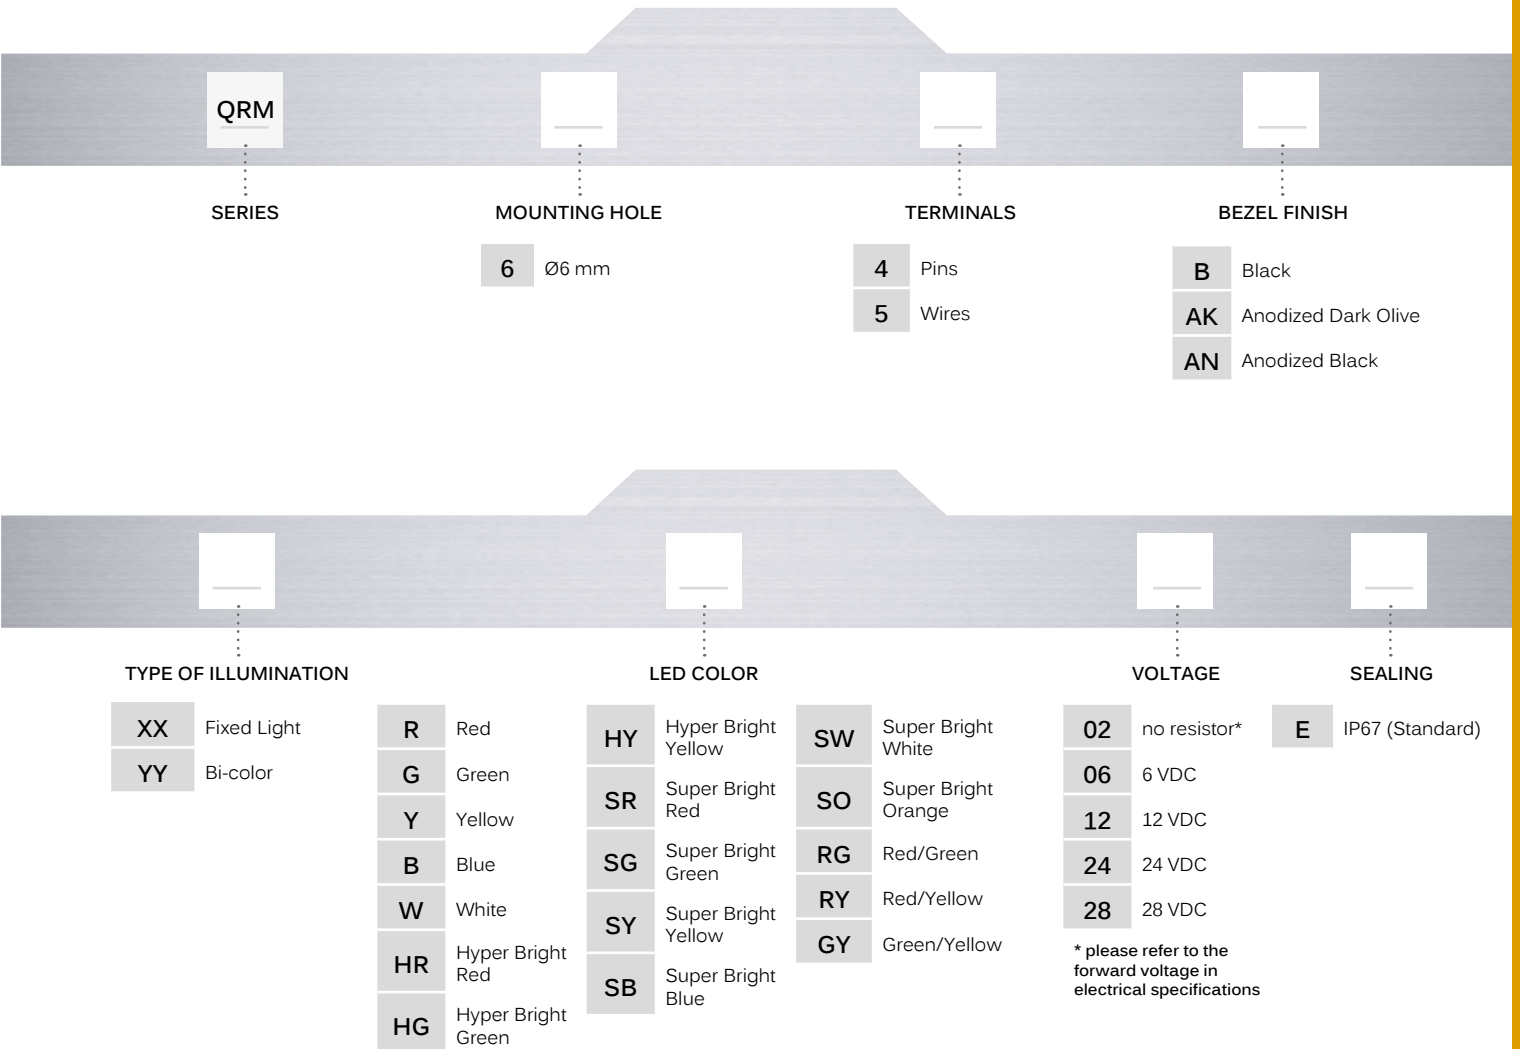 QRM
SERIES
MOUNTING HOLE
6 Ø6 mm
TERMINALS
4 Pins
5 Wires
BEZEL FINISH
B Black
AK Anodized Dark Olive
AN Anodized Black
TYPE OF ILLUMINATION
XX Fixed Light
YY Bi-color
LED COLOR
R Red
G Green
Y Yellow
B Blue
W White
HR Hyper Bright
Red
HG Hyper Bright
Green
HY Hyper Bright
Yellow
SR Super Bright
Red
SG Super Bright
Green
SY Super Bright
Yellow
SB Super Bright
Blue
SW Super Bright
White
SO Super Bright
Orange
RG Red/Green
RY Red/Yellow
GY Green/Yellow
VOLTAGE
02 no resistor*
06 6 VDC
12 12 VDC
24 24 VDC
28 28 VDC
* please refer to the
forward voltage in
electrical specifications
SEALING
E IP67 (Standard)